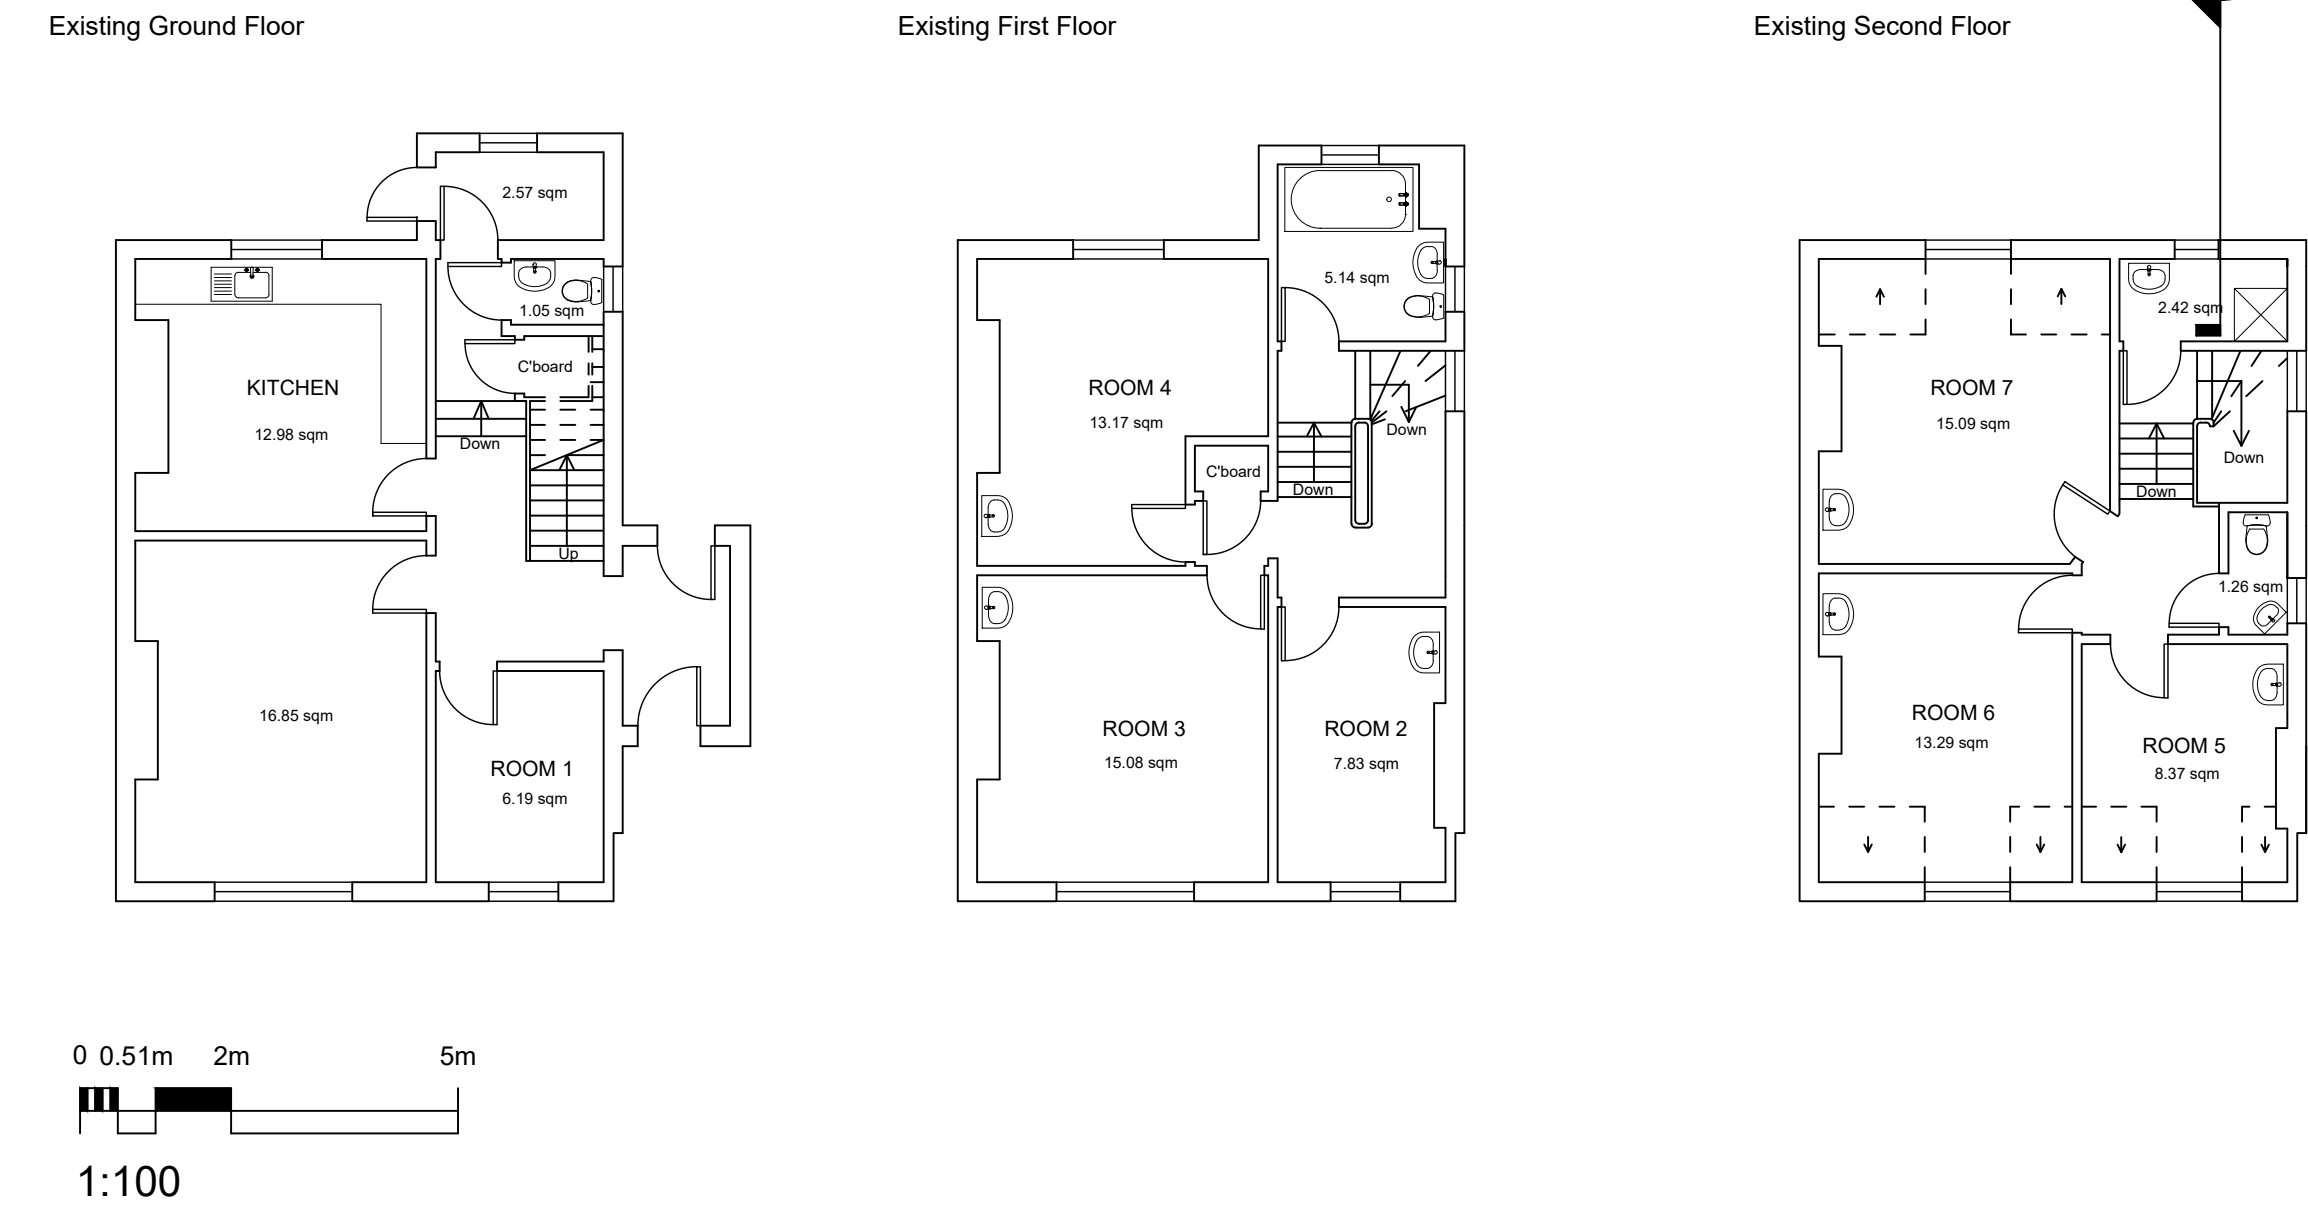 Existing Ground Floor
2.57 sqm
1.05 sqm
C'board
KITCHEN
12.98 sqm
Down
Up
16.85 sqm
ROOM 1
6.19 sqm
Existing First Floor
5.14 sqm
ROOM 4
13.17 sqm
Down
C'board
Down
ROOM 3
15.08 sqm
ROOM 2
7.83 sqm
Existing Second Floor
2.42 sqm
ROOM 7
15.09 sqm
Down
Down
1.26 sqm
ROOM 6
13.29 sqm
ROOM 5
8.37 sqm
0 0.51m 2m 5m
1:100